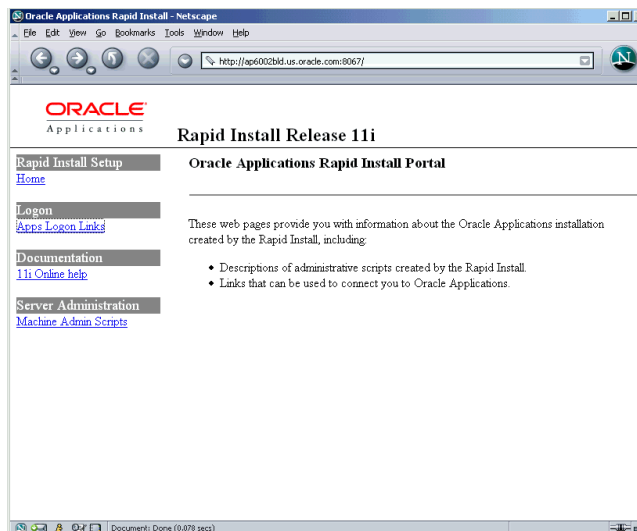 Oracle Applications Rapid Install - Netscape
File Edit View Go Bookmarks Tools Window Help
http://ap6002bld.us.oracle.com:8067/
N
ORACLE
Applications
Rapid Install Release 11i
Rapid Install Setup
Home
Logon
Apps Logon Links
Documentation
11i Online help
Server Administration
Machine Admin Scripts
Oracle Applications Rapid Install Portal
These web pages provide you with information about the Oracle Applications installation
created by the Rapid Install, including:
• Descriptions of administrative scripts created by the Rapid Install.
• Links that can be used to connect you to Oracle Applications.
Document: Done (0.078 secs)